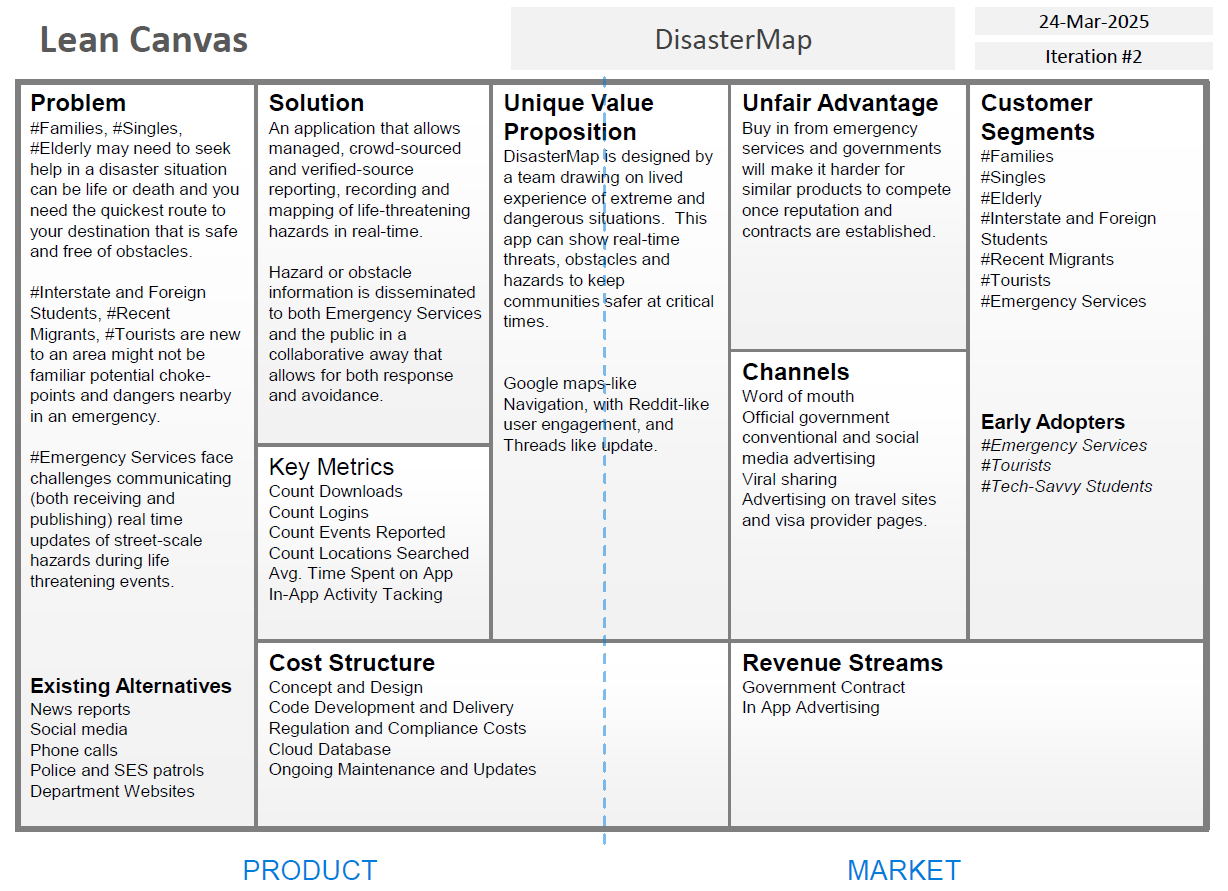 Lean Canvas
DisasterMap
24-Mar-2025
Iteration #2
Problem
#Families, #Singles,
#Elderly may need to seek
help in a disaster situation
can be life or death and you
need the quickest route to
your destination that is safe
and free of obstacles.
#Interstate and Foreign
Students, #Recent
Migrants, #Tourists are new
to an area might not be
familiar potential choke-
points and dangers nearby
in an emergency.
#Emergency Services face
challenges communicating
(both receiving and
publishing) real time
updates of street-scale
hazards during life
threatening events.
Existing Alternatives
News reports
Social media
Phone calls
Police and SES patrols
Department Websites
Solution
An application that allows
managed, crowd-sourced
and verified-source
reporting, recording and
mapping of life-threatening
hazards in real-time.
Hazard or obstacle
information is disseminated
to both Emergency Services
and the public in a
collaborative away that
allows for both response
and avoidance.
Key Metrics
Count Downloads
Count Logins
Count Events Reported
Count Locations Searched
Avg. Time Spent on App
In-App Activity Tacking
Unique Value
Proposition
DisasterMap is designed by
a team drawing on lived
experience of extreme and
dangerous situations. This
app can show real-time
threats, obstacles and
hazards to keep
communities safer at critical
times.
Google maps-like
Navigation, with Reddit-like
user engagement, and
Threads like update.
Unfair Advantage
Buy in from emergency
services and governments
will make it harder for
similar products to compete
once reputation and
contracts are established.
Channels
Word of mouth
Official government
conventional and social
media advertising
Viral sharing
Advertising on travel sites
and visa provider pages.
Customer
Segments
#Families
#Singles
#Elderly
#Interstate and Foreign
Students
#Recent Migrants
#Tourists
#Emergency Services
Early Adopters
#Emergency Services
#Tourists
#Tech-Savvy Students
Cost Structure
Concept and Design
Code Development and Delivery
Regulation and Compliance Costs
Cloud Database
Ongoing Maintenance and Updates
Revenue Streams
Government Contract
In App Advertising
PRODUCT
MARKET